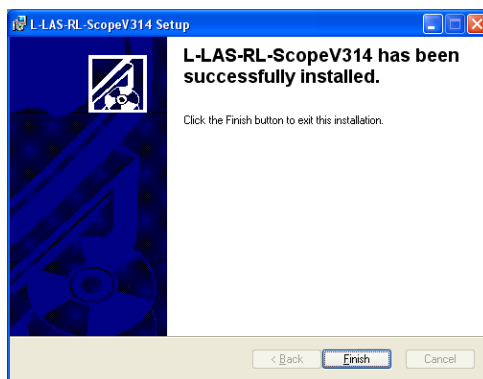 L-LAS-RL-ScopeV314 Setup
L-LAS-RL-ScopeV314 has been
successfully installed.
Click the Finish button to exit this installation.
< Back
Finish
Cancel